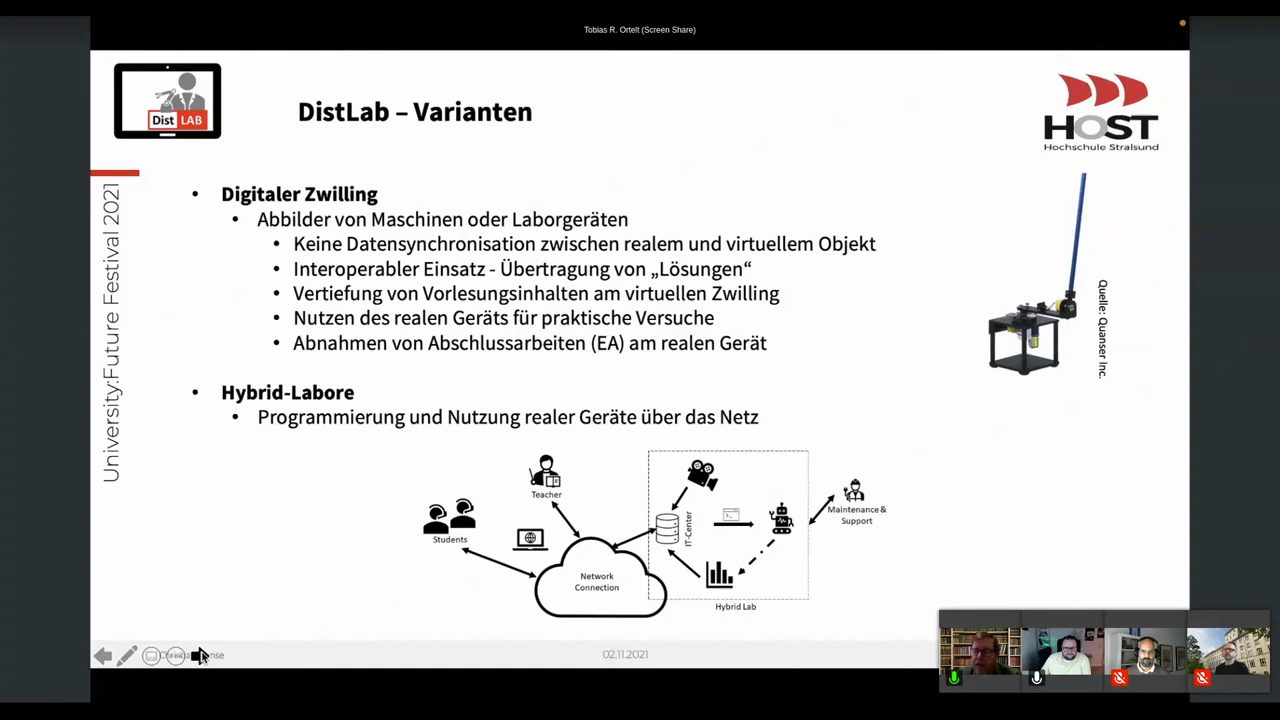 Tobias R. Ortelt (Screen Share)
Dist LAB
DistLab – Varianten
HOST
Hochschule Stralsund
University:Future Festival 2021
• Digitaler Zwilling
• Abbilder von Maschinen oder Laborgeräten
• Keine Datensynchronisation zwischen realem und virtuellem Objekt
• Interoperabler Einsatz - Übertragung von „Lösungen“
• Vertiefung von Vorlesungsinhalten am virtuellen Zwilling
• Nutzen des realen Geräts für praktische Versuche
• Abnahmen von Abschlussarbeiten (EA) am realen Gerät
Quelle: Quanser Inc.
• Hybrid-Labore
• Programmierung und Nutzung realer Geräte über das Netz
Teacher
Students
IT-Center
Maintenance &
Support
Network
Connection
Hybrid Lab
02.11.2021